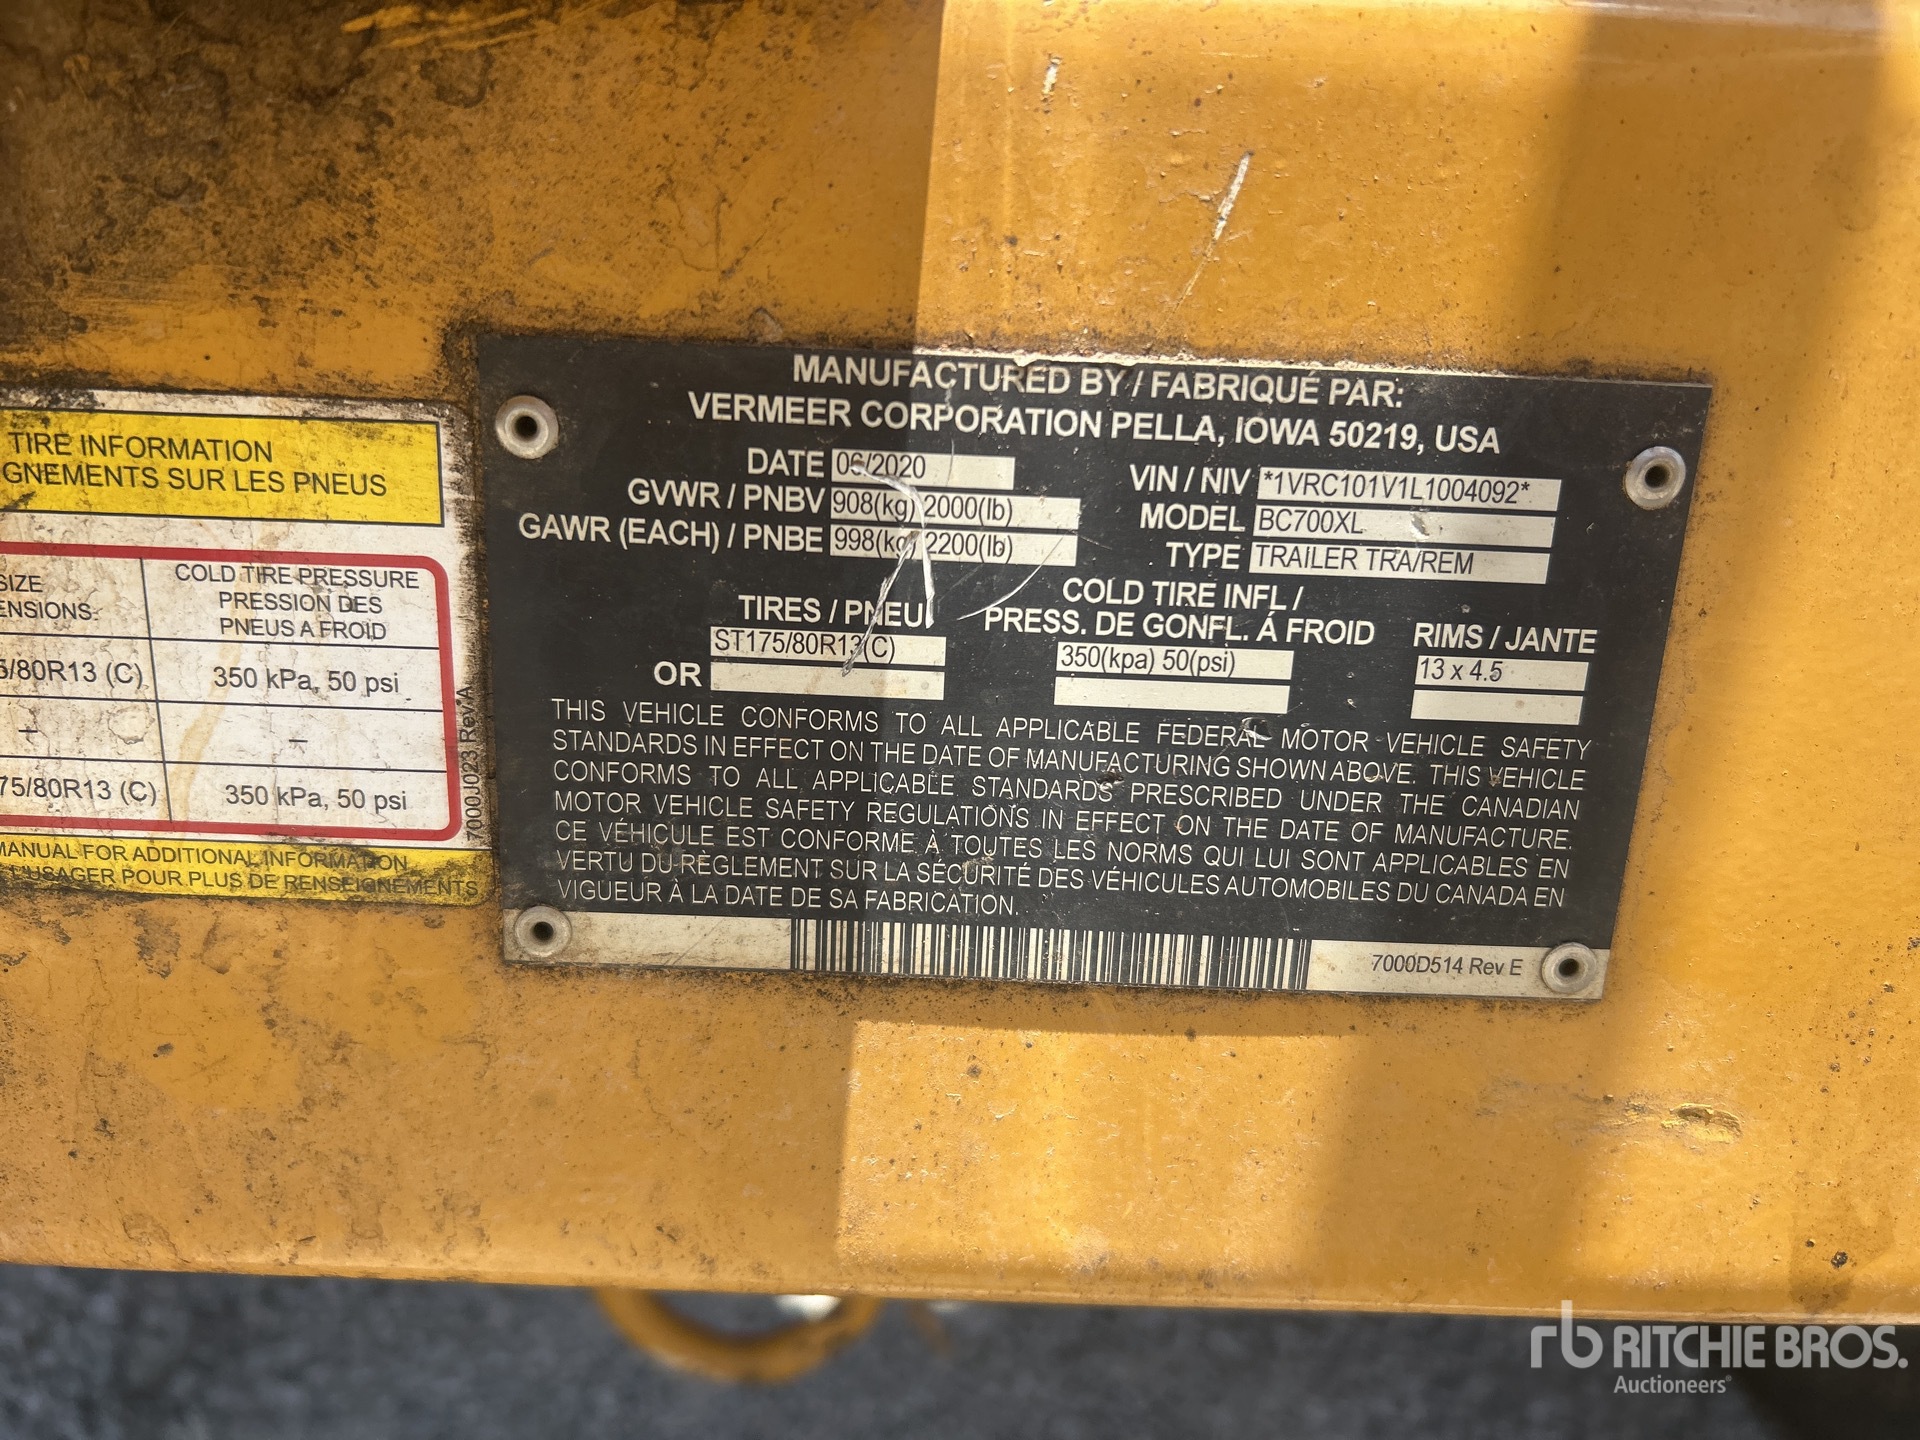 TIRE INFORMATION
GNEMENTS SUR LES PNEUS
SIZE
ENSIONS
COLD TIRE PRESSURE
PRESSION DES
PNEUS A FROID
5/80R13 (C)
350 kPa, 50 psi
–
–
75/80R13 (C)
350 kPa, 50 psi
7000J023 Rev A
MANUAL FOR ADDITIONAL INFORMATION
L'USAGER POUR PLUS DE RENSEIGNEMENTS
MANUFACTURED BY / FABRIQUÉ PAR:
VERMEER CORPORATION PELLA, IOWA 50219, USA
DATE 06/2020
GVWR / PNBV 908(kg) 2000(lb)
GAWR (EACH) / PNBE 998(kg) 2200(lb)
VIN / NIV *1VRC101V1L1004092*
MODEL BC700XL
TYPE TRAILER TRA/REM
TIRES / PNEU
ST175/80R13(C)
OR
COLD TIRE INFL /
PRESS. DE GONFL. Á FROID
350(kpa) 50(psi)
RIMS / JANTE
13 x 4.5
THIS VEHICLE CONFORMS TO ALL APPLICABLE FEDERAL MOTOR VEHICLE SAFETY
STANDARDS IN EFFECT ON THE DATE OF MANUFACTURING SHOWN ABOVE. THIS VEHICLE
CONFORMS TO ALL APPLICABLE STANDARDS PRESCRIBED UNDER THE CANADIAN
MOTOR VEHICLE SAFETY REGULATIONS IN EFFECT ON THE DATE OF MANUFACTURE.
CE VÉHICULE EST CONFORME À TOUTES LES NORMS QUI LUI SONT APPLICABLES EN
VERTU DU RÈGLEMENT SUR LA SÉCURITÉ DES VÉHICULES AUTOMOBILES DU CANADA EN
VIGUEUR À LA DATE DE SA FABRICATION.
7000D514 Rev E
rb RITCHIE BROS.
Auctioneers